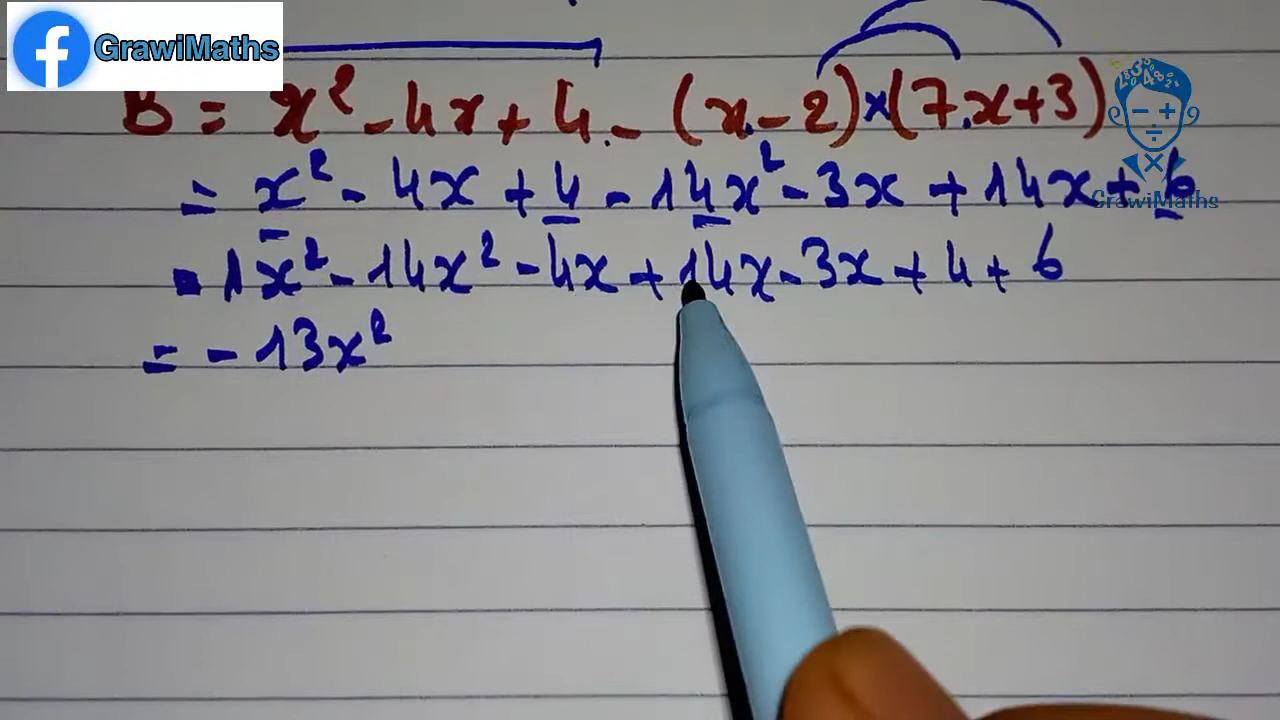 GrawiMaths
B = x² - 4x + 4 - (x - 2) × (7x + 3)
= x² - 4x + 4 - 14x² - 3x + 14x + 6
= 1x² - 14x² - 4x + 14x - 3x + 4 + 6
= - 13x²
GrawiMaths